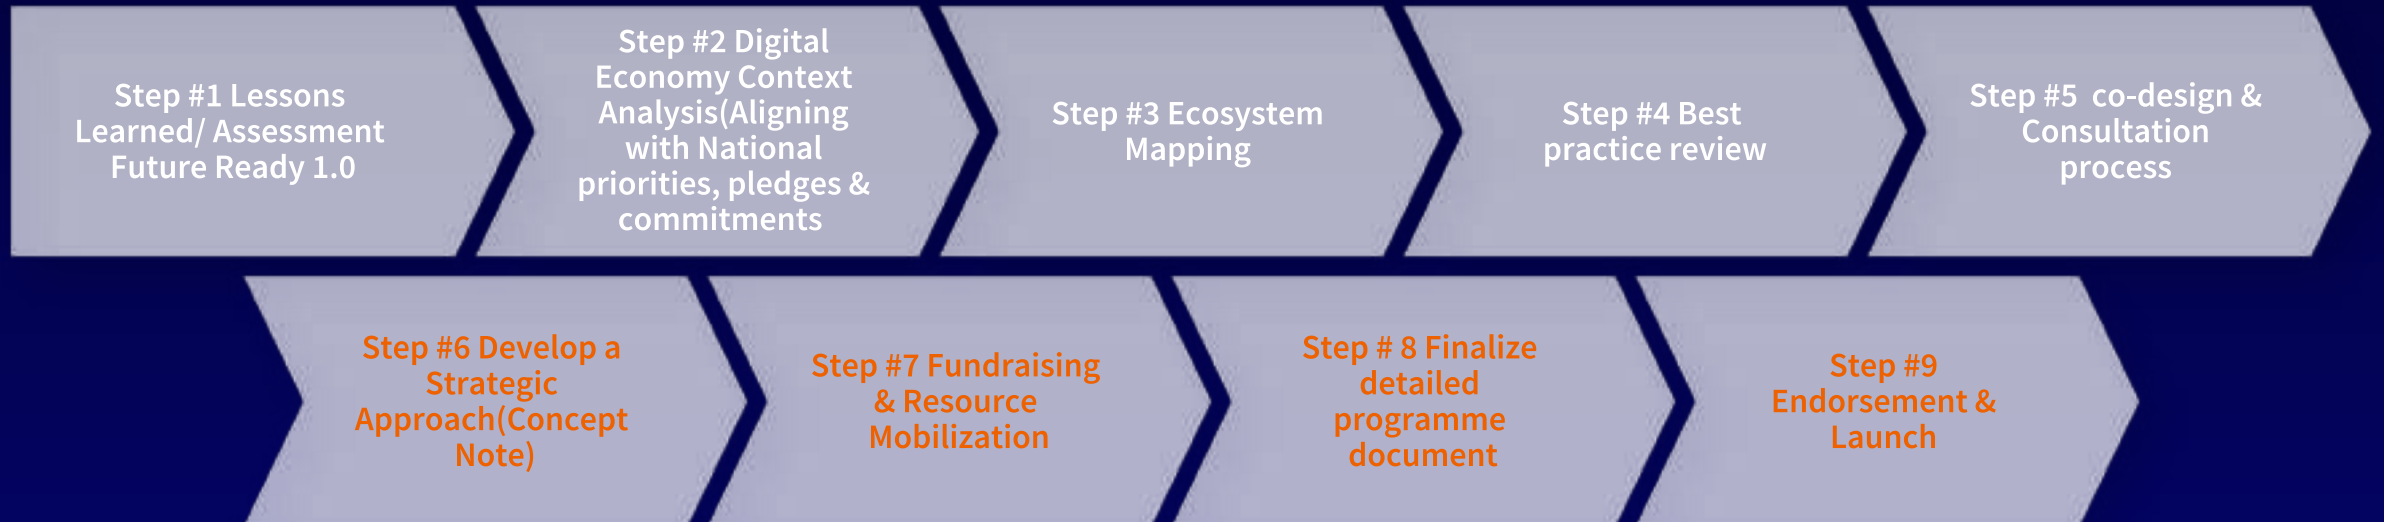 Step #1 Lessons
Learned/ Assessment
Future Ready 1.0
Step #2 Digital
Economy Context
Analysis(Aligning
with National
priorities, pledges &
commitments
Step #3 Ecosystem
Mapping
Step #4 Best
practice review
Step #5  co-design &
Consultation
process
Step #6 Develop a
Strategic
Approach(Concept
Note)
Step #7 Fundraising
& Resource
Mobilization
Step # 8 Finalize
detailed
programme
document
Step #9
Endorsement &
Launch